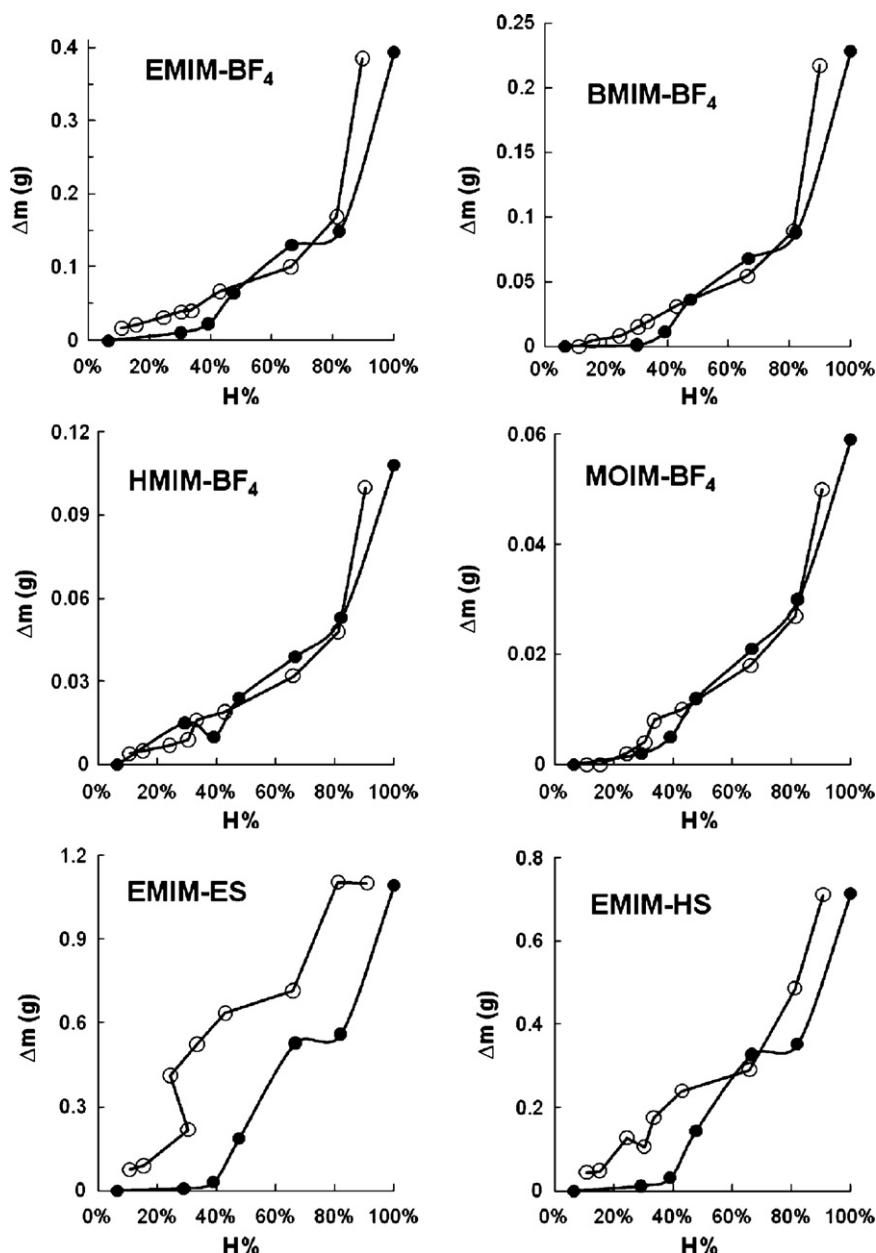 EMIM-BF4
0.4
0.3
0.2
0.1
0
Δm (g)
0% 20% 40% 60% 80% 100%
H%
BMIM-BF4
0.25
0.2
0.15
0.1
0.05
0
Δm (g)
0% 20% 40% 60% 80% 100%
H%
HMIM-BF4
0.12
0.09
0.06
0.03
0
Δm (g)
0% 20% 40% 60% 80% 100%
H%
MOIM-BF4
0.06
0.04
0.02
0
Δm (g)
0% 20% 40% 60% 80% 100%
H%
EMIM-ES
1.2
0.9
0.6
0.3
0
Δm (g)
0% 20% 40% 60% 80% 100%
H%
EMIM-HS
0.8
0.6
0.4
0.2
0
Δm (g)
0% 20% 40% 60% 80% 100%
H%